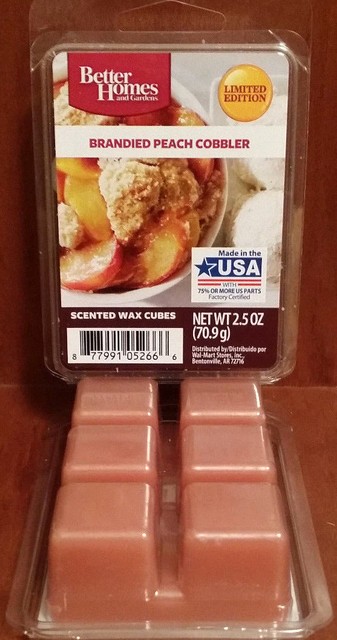 Better
Homes
and Gardens
LIMITED
EDITION
BRANDIED PEACH COBBLER
Made in the
USA
WITH
75% OR MORE US PARTS
Factory Certified
SCENTED WAX CUBES
NET WT 2.5 OZ
(70.9 g)
8 77991 05266 6
Distributed by/Distribuido por
Wal-Mart Stores, Inc.,
Bentonville, AR 72716